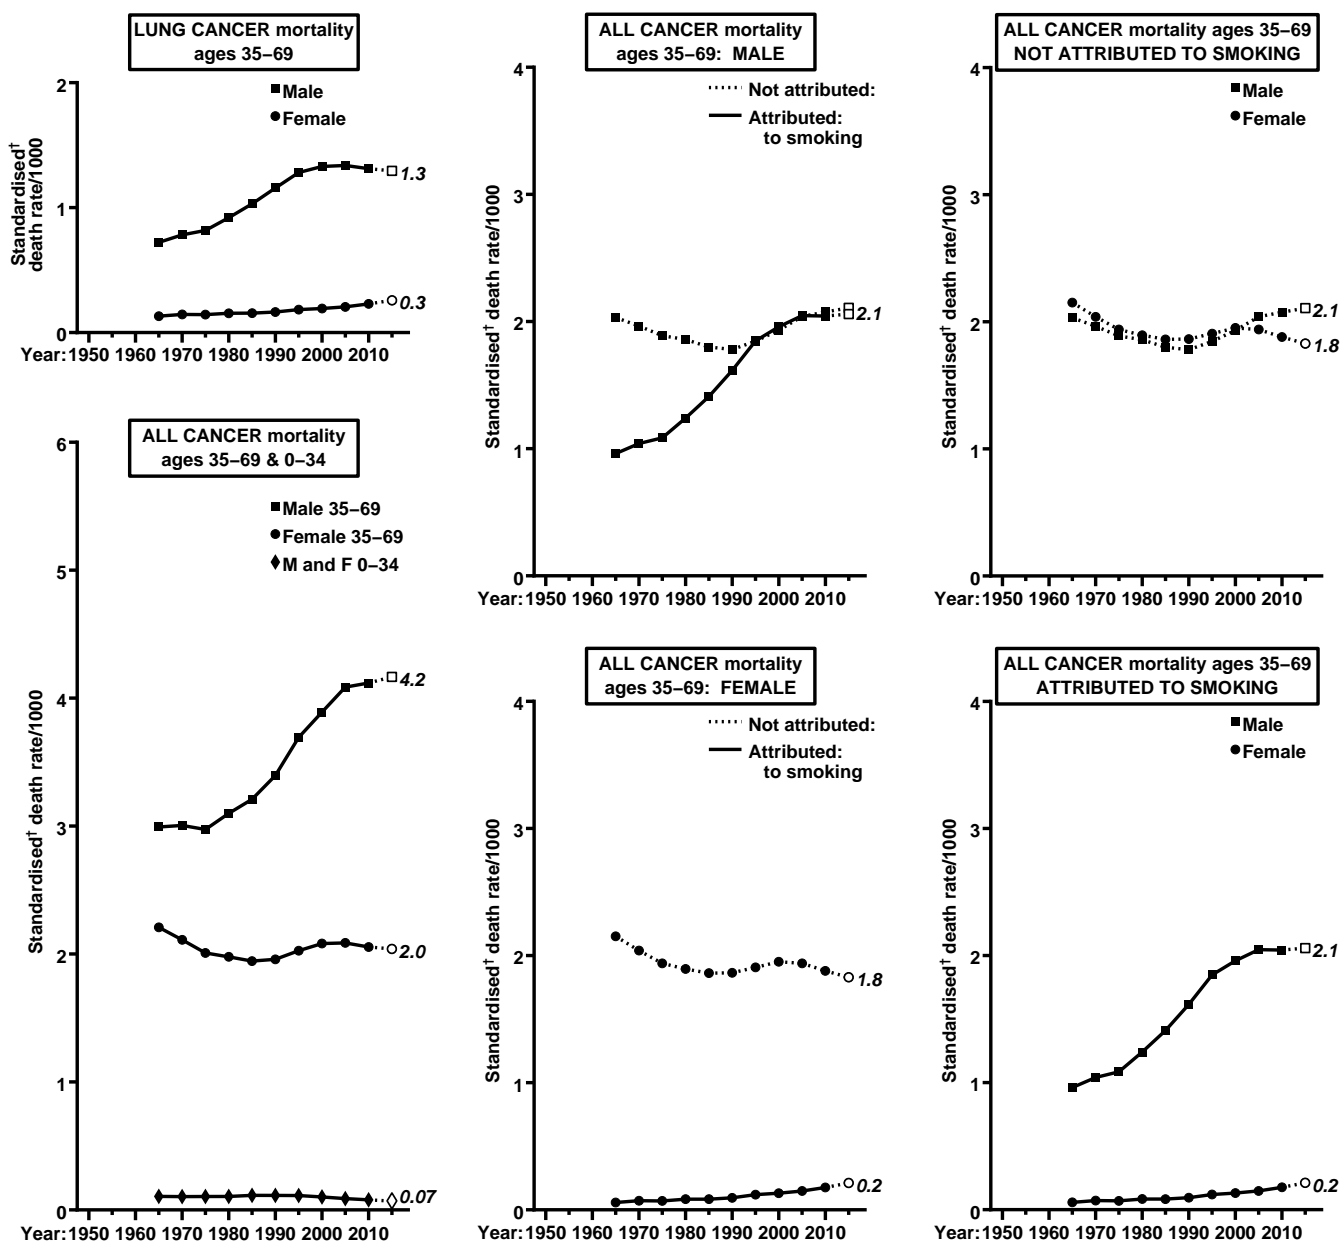 LUNG CANCER mortality
ages 35–69
2
1
0
Standardised†
death rate/1000
Male
Female
1.3
0.3
Year: 1950 1960 1970 1980 1990 2000 2010
ALL CANCER mortality
ages 35–69 & 0–34
6
5
4
3
2
1
0
Standardised† death rate/1000
Male 35–69
Female 35–69
M and F 0–34
4.2
2.0
0.07
Year: 1950 1960 1970 1980 1990 2000 2010
ALL CANCER mortality
ages 35–69: MALE
4
3
2
1
0
Standardised† death rate/1000
Not attributed:
Attributed:
to smoking
2.1
Year: 1950 1960 1970 1980 1990 2000 2010
ALL CANCER mortality
ages 35–69: FEMALE
4
3
2
1
0
Standardised† death rate/1000
Not attributed:
Attributed:
to smoking
1.8
0.2
Year: 1950 1960 1970 1980 1990 2000 2010
ALL CANCER mortality ages 35–69
NOT ATTRIBUTED TO SMOKING
4
3
2
1
0
Standardised† death rate/1000
Male
Female
2.1
1.8
Year: 1950 1960 1970 1980 1990 2000 2010
ALL CANCER mortality ages 35–69
ATTRIBUTED TO SMOKING
4
3
2
1
0
Standardised† death rate/1000
Male
Female
2.1
0.2
Year: 1950 1960 1970 1980 1990 2000 2010